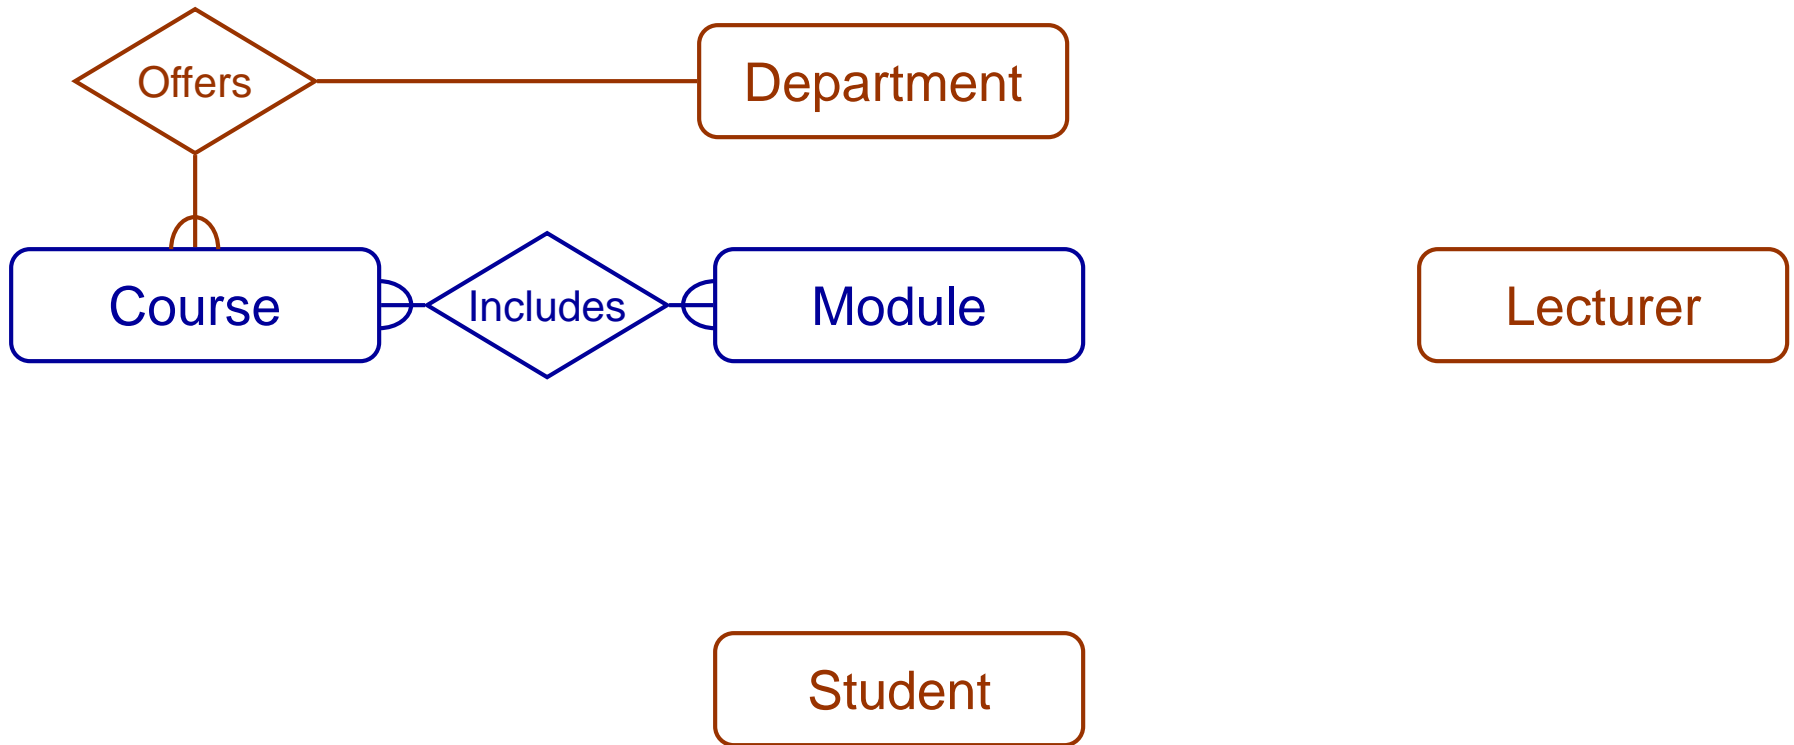 Offers
Department
Course
Includes
Module
Lecturer
Student